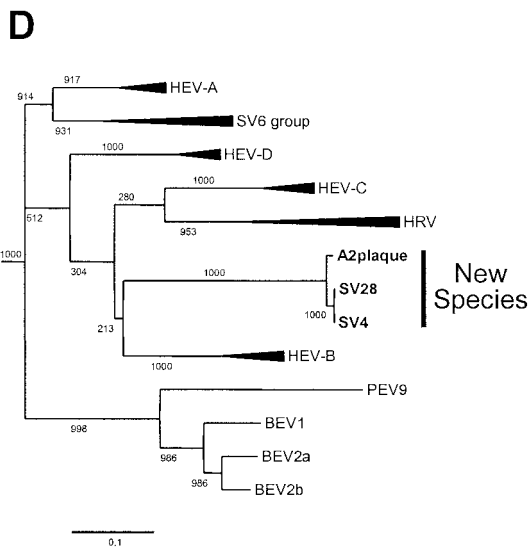 D
917
914
HEV-A
SV6 group
931
1000
HEV-D
1000
HEV-C
280
512
HRV
953
1000
A2plaque
1000
304
SV28
New
Species
1000
SV4
213
HEV-B
1000
PEV9
998
BEV1
986
BEV2a
986
BEV2b
0.1